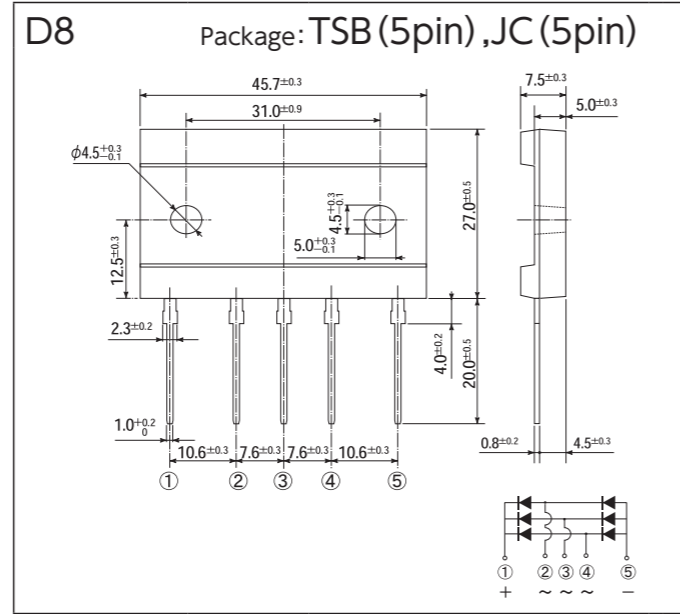 D8 Package: TSB (5pin) ,JC (5pin)
45.7±0.3
31.0±0.9
7.5±0.3
5.0±0.3
φ4.5+0.3−0.1
4.5+0.3−0.1
5.0+0.3−0.1
12.5±0.3
27.0±0.5
2.3±0.2
4.0±0.2
20.0±0.5
1.0+0.2 0
10.6±0.3 7.6±0.3 7.6±0.3 10.6±0.3
0.8±0.2 4.5±0.3
① ② ③ ④ ⑤
① ② ③ ④ ⑤
+ ~ ~ ~ −